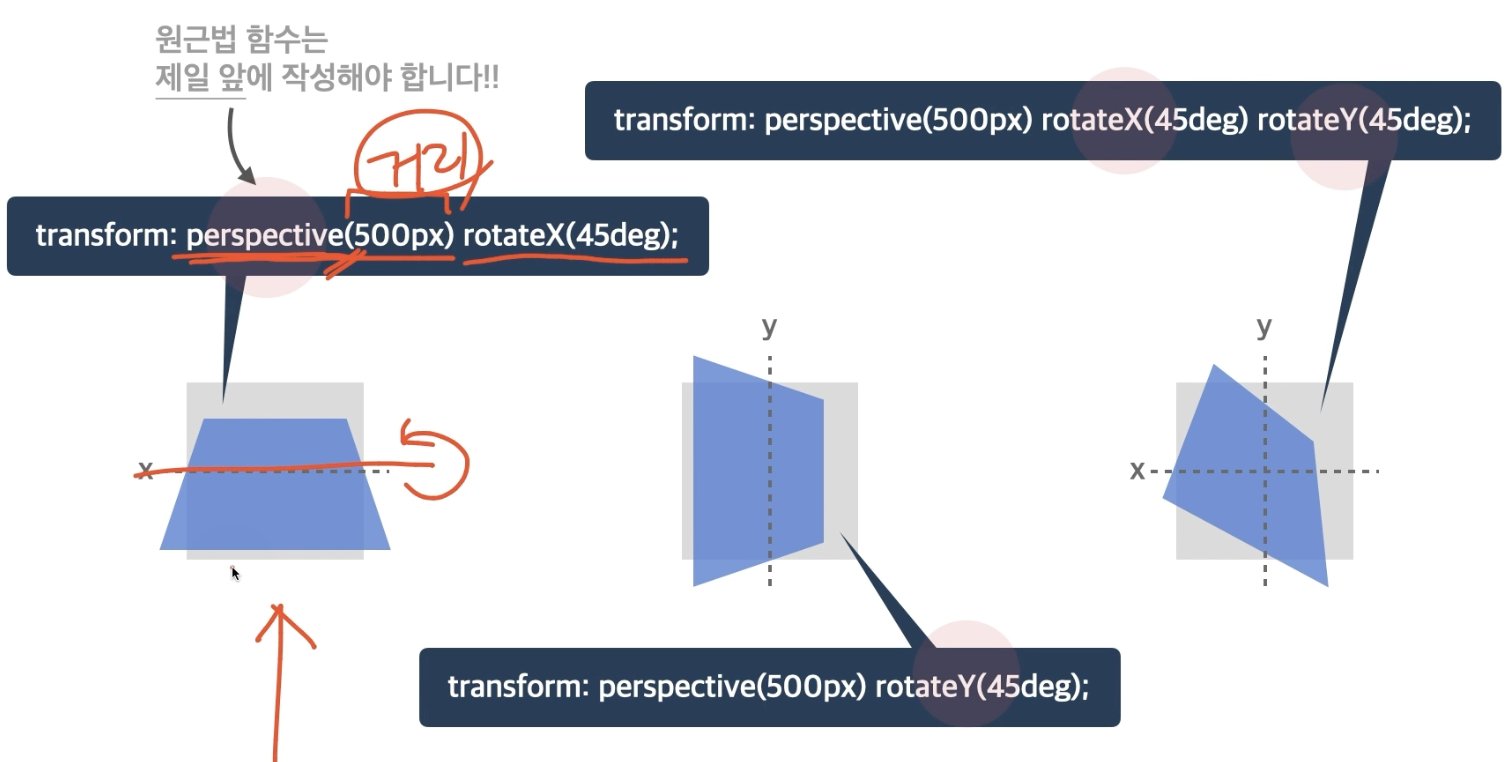 원근법 함수는
제일 앞에 작성해야 합니다!!
거리
transform: perspective(500px) rotateX(45deg);
transform: perspective(500px) rotateX(45deg) rotateY(45deg);
x
y
y
x
transform: perspective(500px) rotateY(45deg);